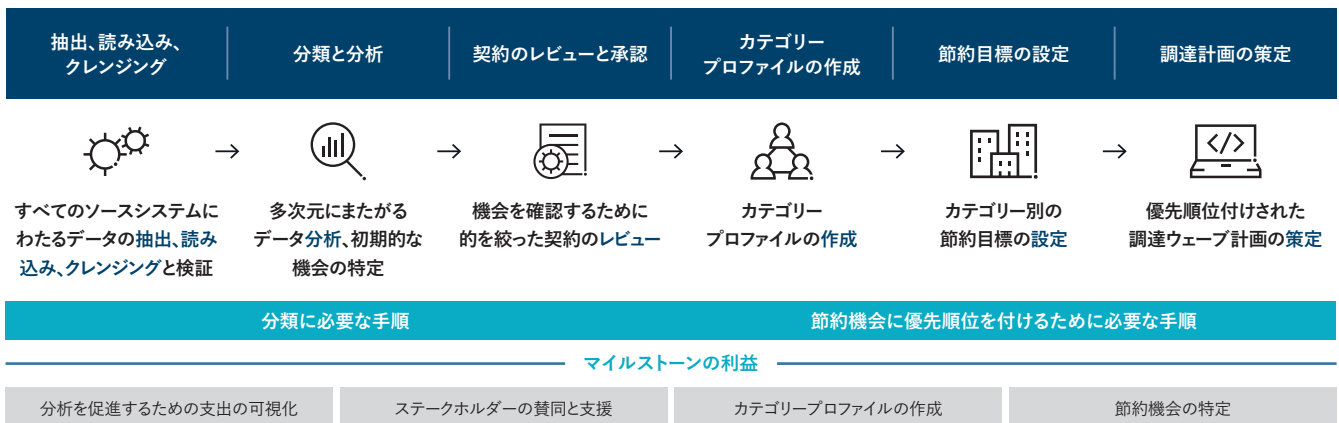 抽出、読み込み、
クレンジング
分類と分析
契約のレビューと承認
カテゴリー
プロファイルの作成
節約目標の設定
調達計画の策定
すべてのソースシステムに
わたるデータの抽出、読み
込み、クレンジングと検証
多次元にまたがる
データ分析、初期的な
機会の特定
機会を確認するために
的を絞った契約のレビュー
カテゴリー
プロファイルの作成
カテゴリー別の
節約目標の設定
優先順位付けされた
調達ウェーブ計画の策定
分類に必要な手順
節約機会に優先順位を付けるために必要な手順
マイルストーンの利益
分析を促進するための支出の可視化
ステークホルダーの賛同と支援
カテゴリープロファイルの作成
節約機会の特定